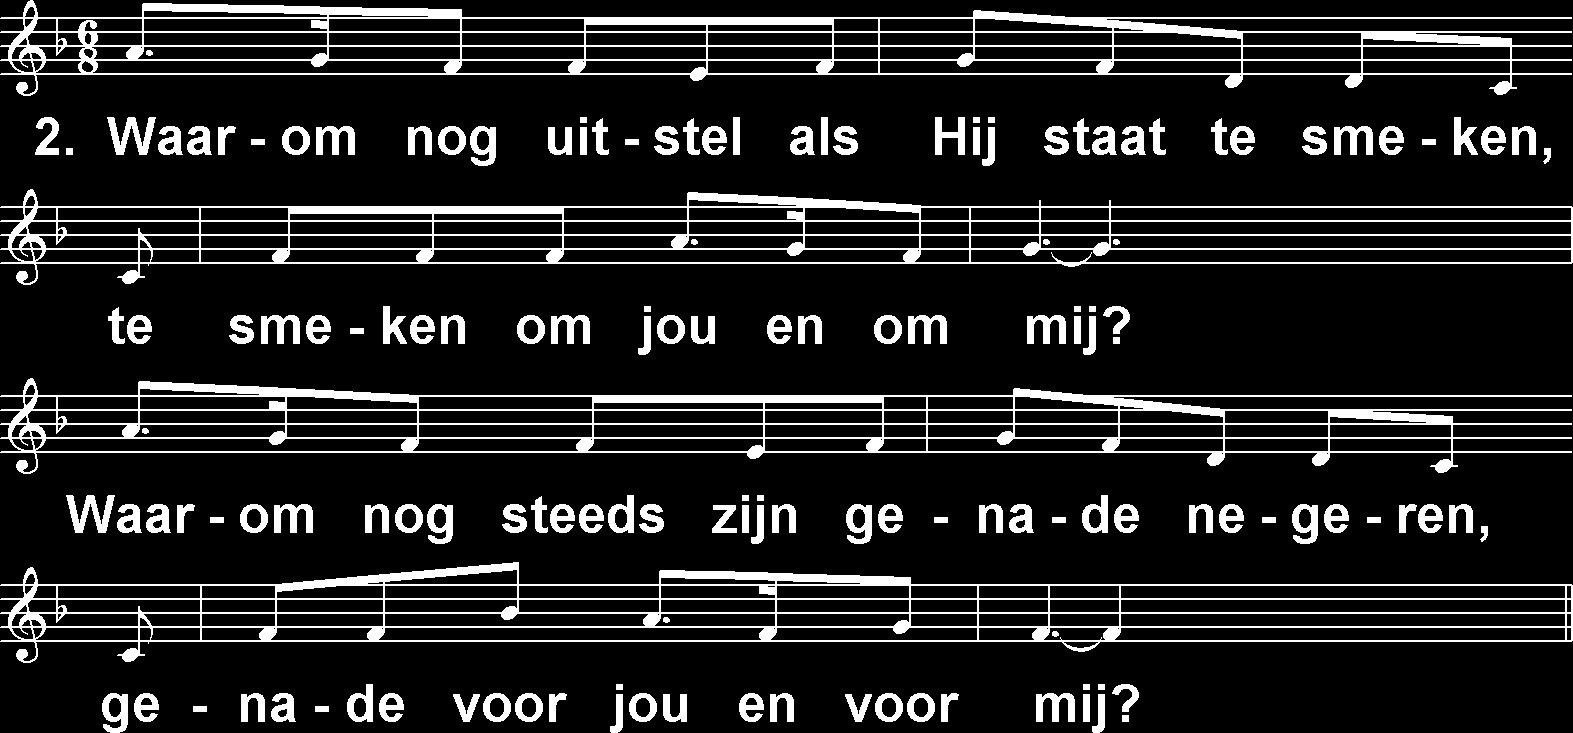 2. Waar - om nog uit - stel als Hij staat te sme - ken,
te sme - ken om jou en om mij?
Waar - om nog steeds zijn ge - na - de ne - ge - ren,
ge - na - de voor jou en voor mij?